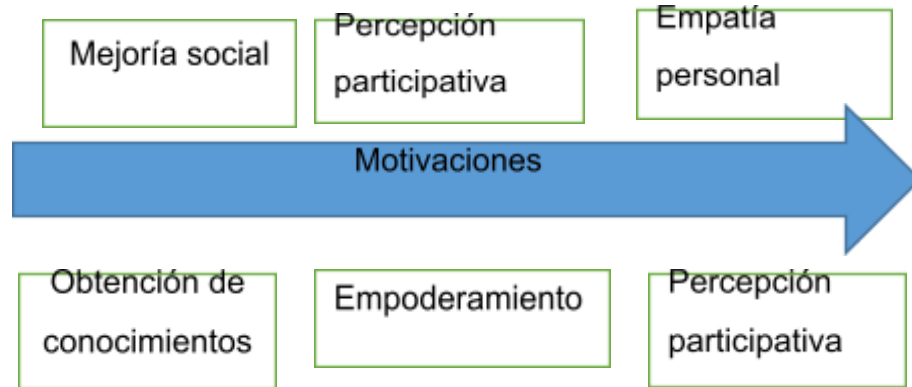 Mejoría social
Percepción
participativa
Empatía
personal
Motivaciones
Obtención de
conocimientos
Empoderamiento
Percepción
participativa